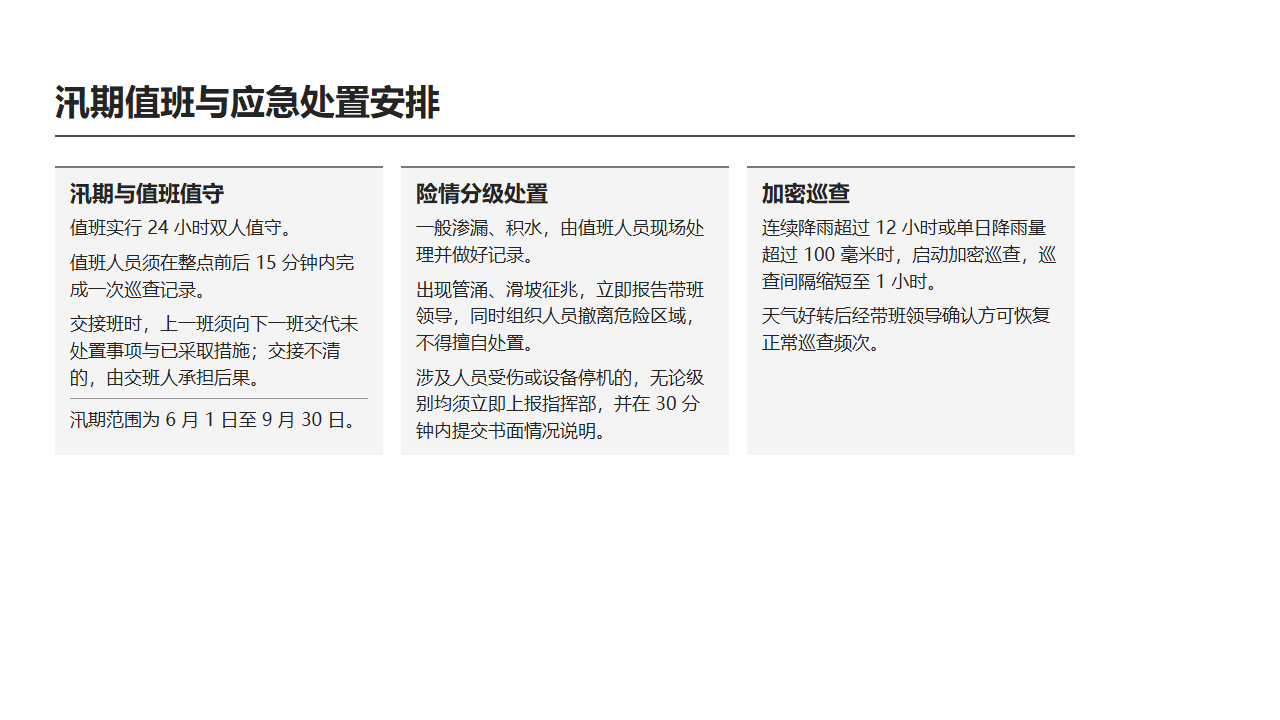 汛期值班与应急处置安排
汛期与值班值守
值班实行 24 小时双人值守。
值班人员须在整点前后 15 分钟内完
成一次巡查记录。
交接班时，上一班须向下一班交代未
处置事项与已采取措施；交接不清
的，由交班人承担后果。
汛期范围为 6 月 1 日至 9 月 30 日。
险情分级处置
一般渗漏、积水，由值班人员现场处
理并做好记录。
出现管涌、滑坡征兆，立即报告带班
领导，同时组织人员撤离危险区域，
不得擅自处置。
涉及人员受伤或设备停机的，无论级
别均须立即上报指挥部，并在 30 分
钟内提交书面情况说明。
加密巡查
连续降雨超过 12 小时或单日降雨量
超过 100 毫米时，启动加密巡查，巡
查间隔缩短至 1 小时。
天气好转后经带班领导确认方可恢复
正常巡查频次。